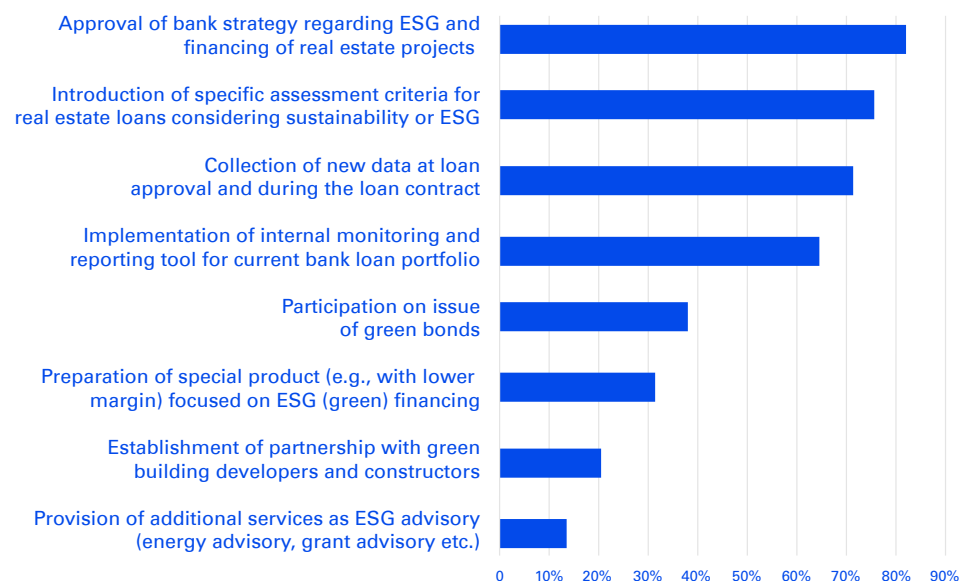 Approval of bank strategy regarding ESG and
financing of real estate projects
Introduction of specific assessment criteria for
real estate loans considering sustainability or ESG
Collection of new data at loan
approval and during the loan contract
Implementation of internal monitoring and
reporting tool for current bank loan portfolio
Participation on issue
of green bonds
Preparation of special product (e.g., with lower
margin) focused on ESG (green) financing
Establishment of partnership with green
building developers and constructors
Provision of additional services as ESG advisory
(energy advisory, grant advisory etc.)
0 10% 20% 30% 40% 50% 60% 70% 80% 90%